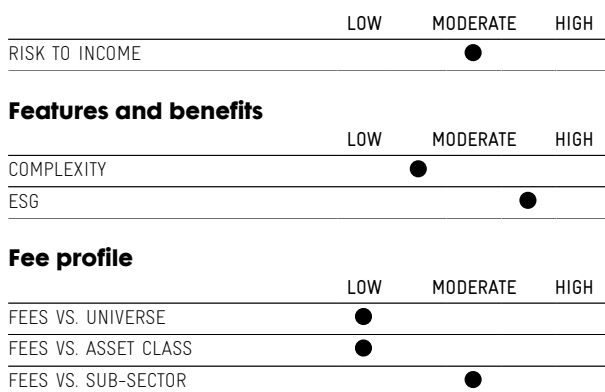 LOW MODERATE HIGH
RISK TO INCOME
Features and benefits
LOW MODERATE HIGH
COMPLEXITY
ESG
Fee profile
LOW MODERATE HIGH
FEES VS. UNIVERSE
FEES VS. ASSET CLASS
FEES VS. SUB-SECTOR